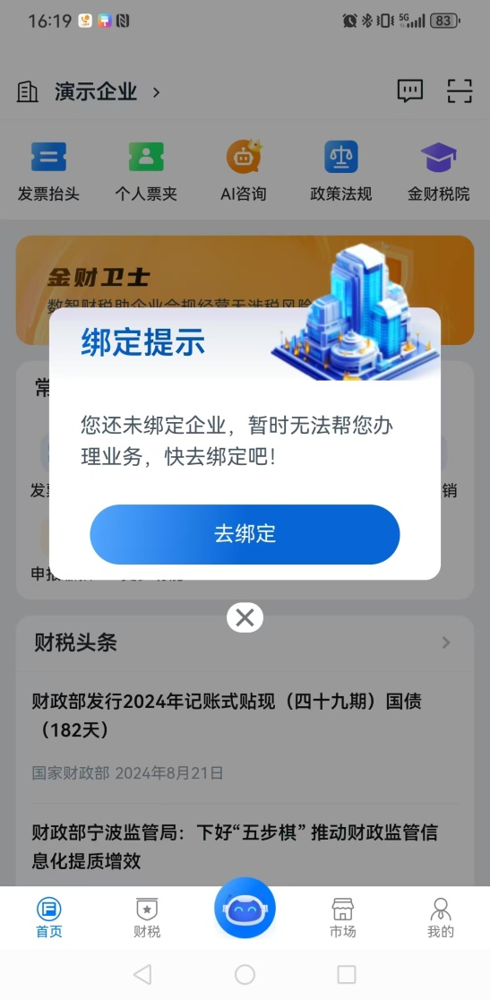 16:19
5G
83
演示企业
发票抬头
个人票夹
AI咨询
政策法规
金财税院
金财卫士
数智财税助企业合规经营无涉税风险
绑定提示
常
您还未绑定企业，暂时无法帮您办
理业务，快去绑定吧！
发票
销
去绑定
申报
财税头条
财政部发行2024年记账式贴现（四十九期）国债
（182天）
国家财政部 2024年8月21日
财政部宁波监管局：下好“五步棋” 推动财政监管信
息化提质增效
首页
财税
市场
我的